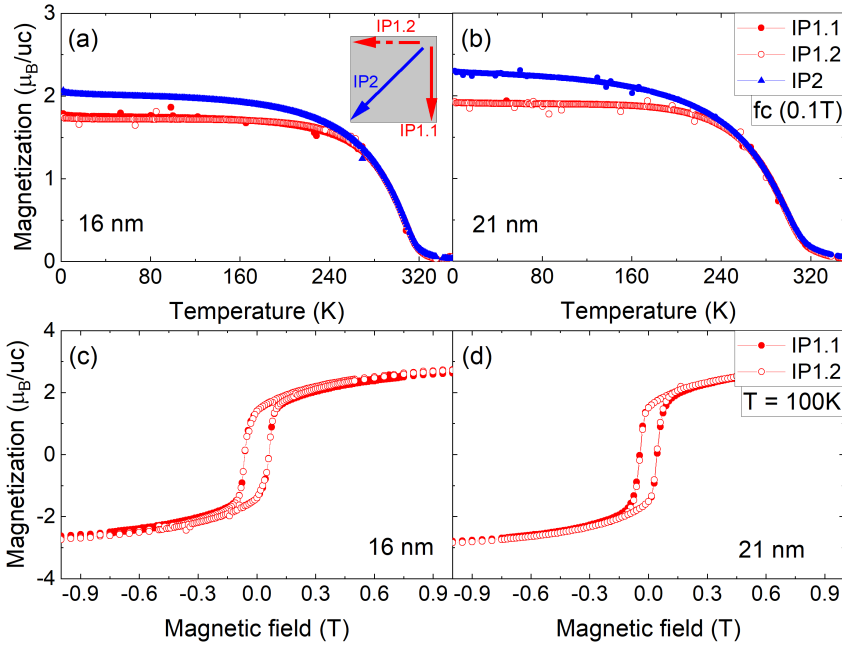 (a)
IP1.2
IP2
IP1.1
16 nm
3
2
1
0
Magnetization (μB/uc)
0 80 160 240 320
Temperature (K)
(b)
IP1.1
IP1.2
IP2
fc (0.1T)
21 nm
0 80 160 240 320
Temperature (K)
(c)
16 nm
4
2
0
-2
-4
Magnetization (μB/uc)
-0.9 -0.6 -0.3 0.0 0.3 0.6 0.9
Magnetic field (T)
(d)
IP1.1
IP1.2
T = 100K
21 nm
-0.9 -0.6 -0.3 0.0 0.3 0.6 0.9
Magnetic field (T)